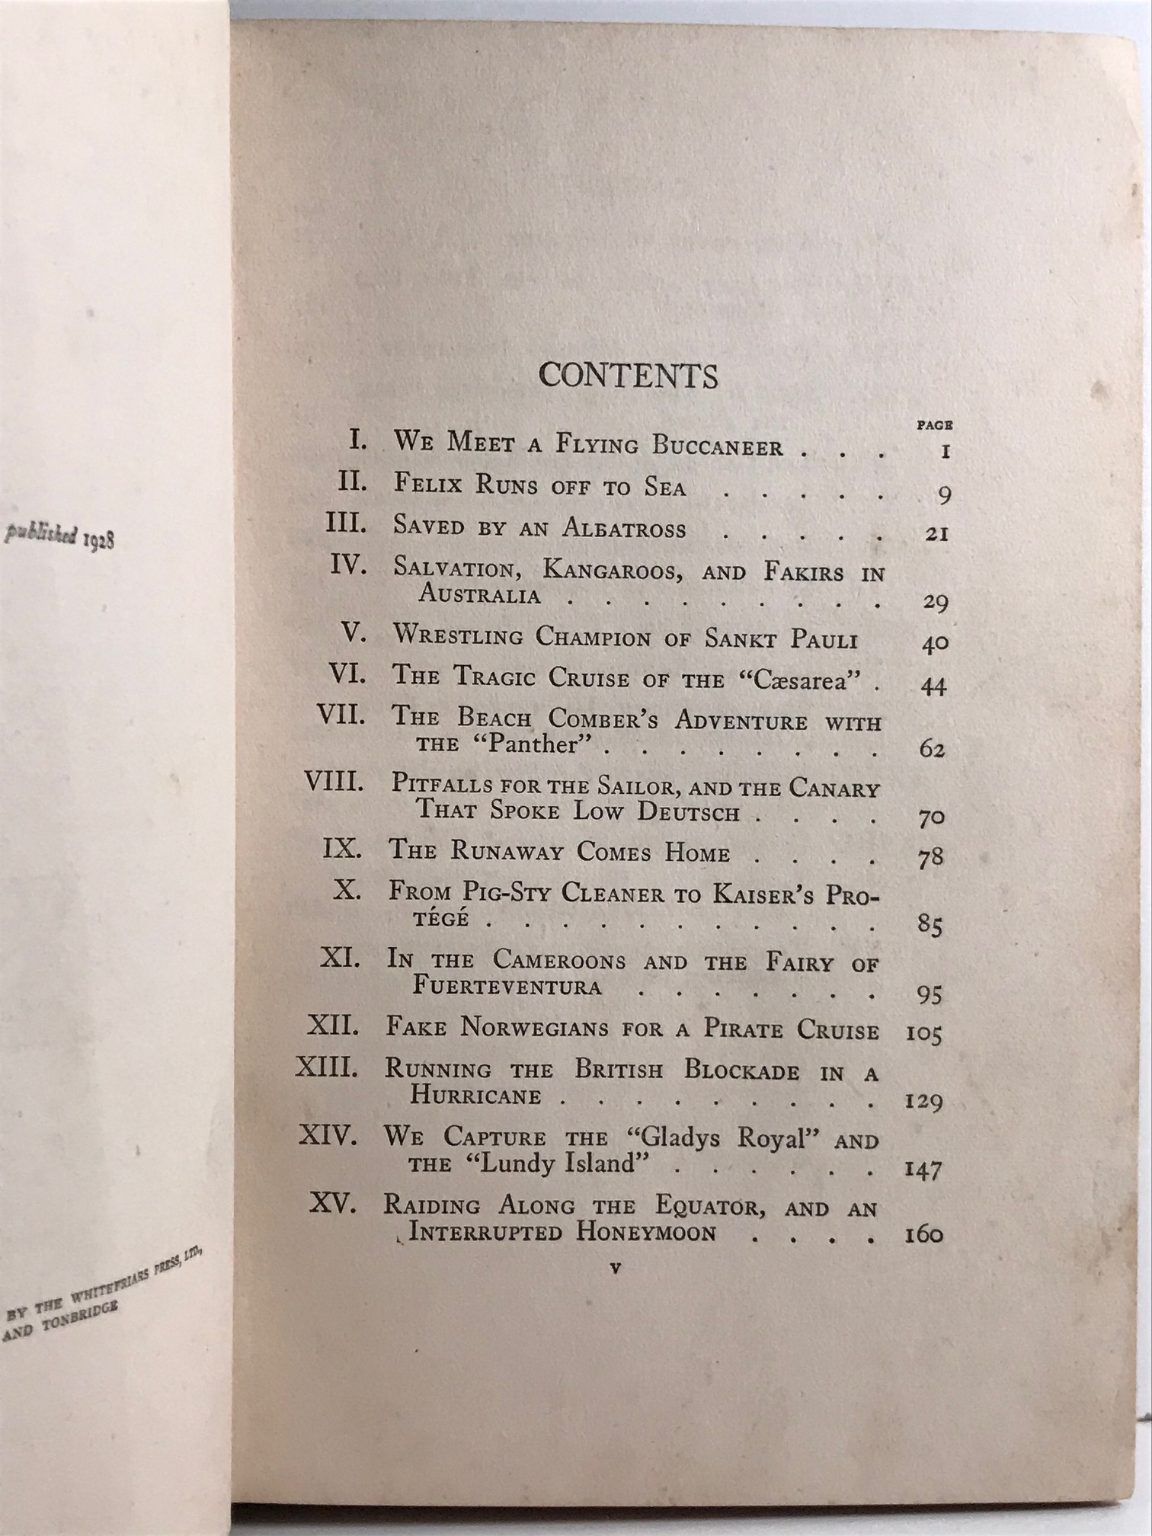 published 1928
BY THE WHITEFRIARS PRESS, LTD,
AND TONBRIDGE
CONTENTS
PAGE
I. WE MEET A FLYING BUCCANEER . . . 1
II. FELIX RUNS OFF TO SEA . . . . . 9
III. SAVED BY AN ALBATROSS . . . . . 21
IV. SALVATION, KANGAROOS, AND FAKIRS IN
AUSTRALIA . . . . . . . . . 29
V. WRESTLING CHAMPION OF SANKT PAULI 40
VI. THE TRAGIC CRUISE OF THE “Cæsarea” . 44
VII. THE BEACH COMBER’S ADVENTURE WITH
THE “Panther” . . . . . . . . 62
VIII. PITFALLS FOR THE SAILOR, AND THE CANARY
THAT SPOKE LOW DEUTSCH . . . . 70
IX. THE RUNAWAY COMES HOME . . . . 78
X. FROM PIG-STY CLEANER TO KAISER’S PRO-
TÉGÉ . . . . . . . . . . . 85
XI. IN THE CAMEROONS AND THE FAIRY OF
FUERTEVENTURA . . . . . . . 95
XII. FAKE NORWEGIANS FOR A PIRATE CRUISE 105
XIII. RUNNING THE BRITISH BLOCKADE IN A
HURRICANE . . . . . . . . . 129
XIV. WE CAPTURE THE “Gladys Royal” AND
THE “Lundy Island” . . . . . . 147
XV. RAIDING ALONG THE EQUATOR, AND AN
INTERRUPTED HONEYMOON . . . . 160
v